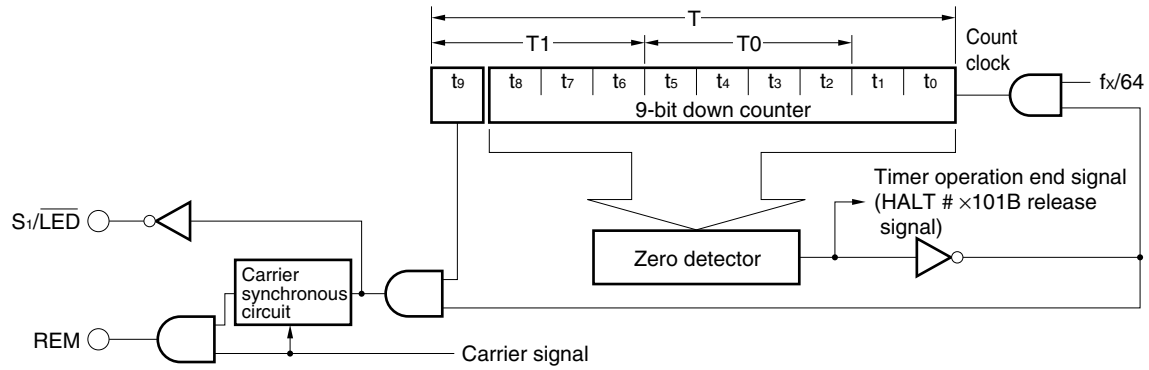 T
T1
T0
Count
clock
t9 t8 t7 t6 t5 t4 t3 t2 t1 t0
fX/64
9-bit down counter
Timer operation end signal
(HALT # ×101B release
signal)
S1/LED
Zero detector
Carrier
synchronous
circuit
REM
Carrier signal